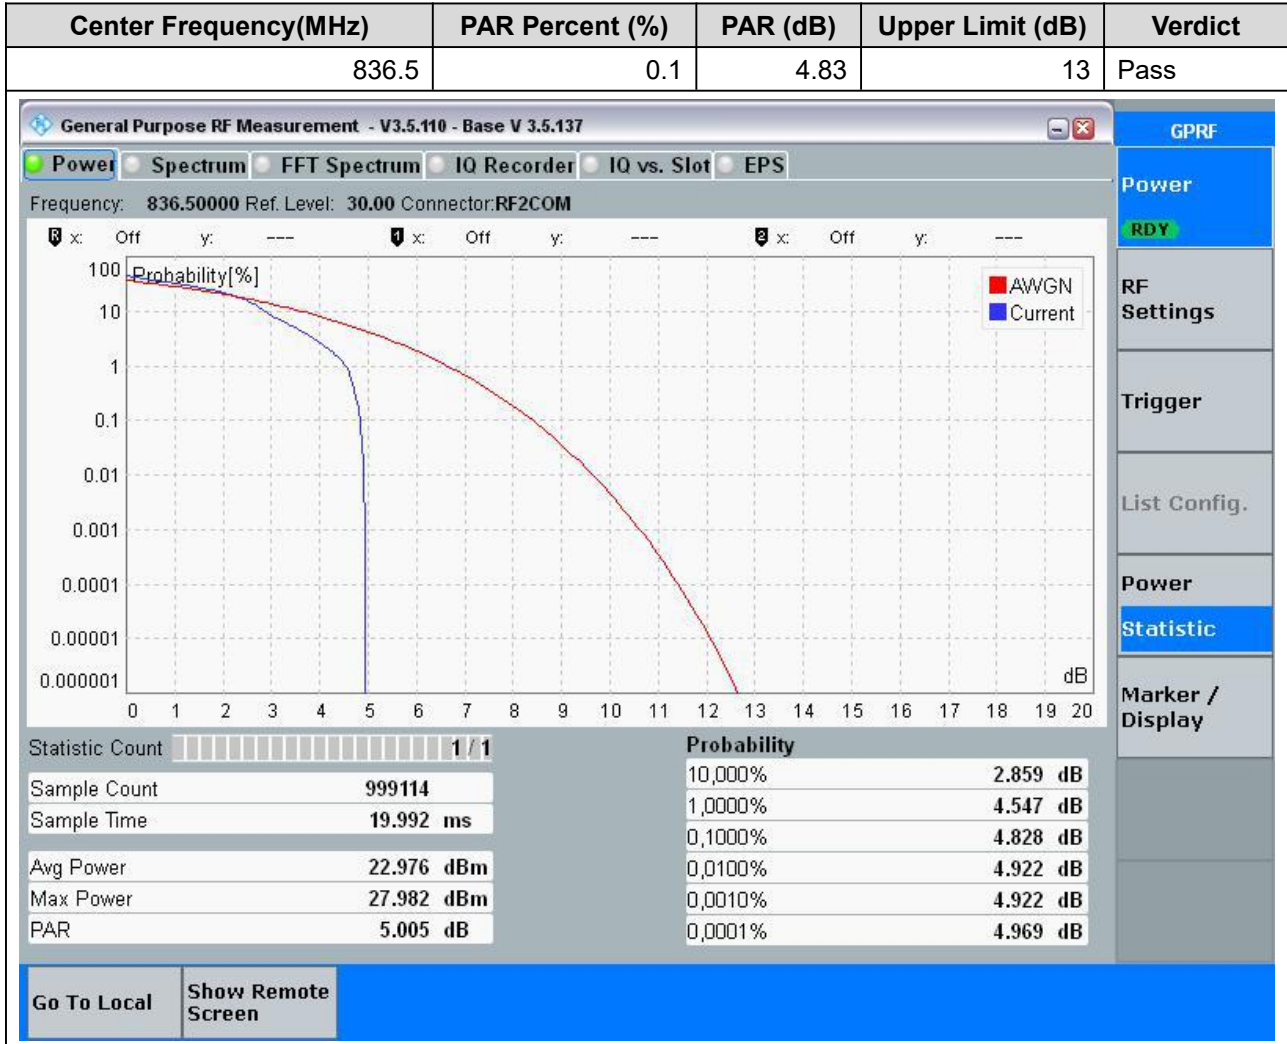 Center Frequency(MHz) PAR Percent (%) PAR (dB) Upper Limit (dB) Verdict
836.5 0.1 4.83 13 Pass
General Purpose RF Measurement - V3.5.110 - Base V 3.5.137
GPRF
Power Spectrum FFT Spectrum IQ Recorder IQ vs. Slot EPS
Frequency: 836.50000 Ref. Level: 30.00 Connector:RF2COM
R x: Off y: --- 1 x: Off y: --- 2 x: Off y: ---
Probability[%]
AWGN
Current
100
10
1
0.1
0.01
0.001
0.0001
0.00001
0.000001
dB
0 1 2 3 4 5 6 7 8 9 10 11 12 13 14 15 16 17 18 19 20
Statistic Count 1 / 1
Sample Count 999114
Sample Time 19.992 ms
Avg Power 22.976 dBm
Max Power 27.982 dBm
PAR 5.005 dB
Probability
10,000% 2.859 dB
1,0000% 4.547 dB
0,1000% 4.828 dB
0,0100% 4.922 dB
0,0010% 4.922 dB
0,0001% 4.969 dB
Power
RDY
RF
Settings
Trigger
List Config.
Power
Statistic
Marker /
Display
Go To Local
Show Remote
Screen